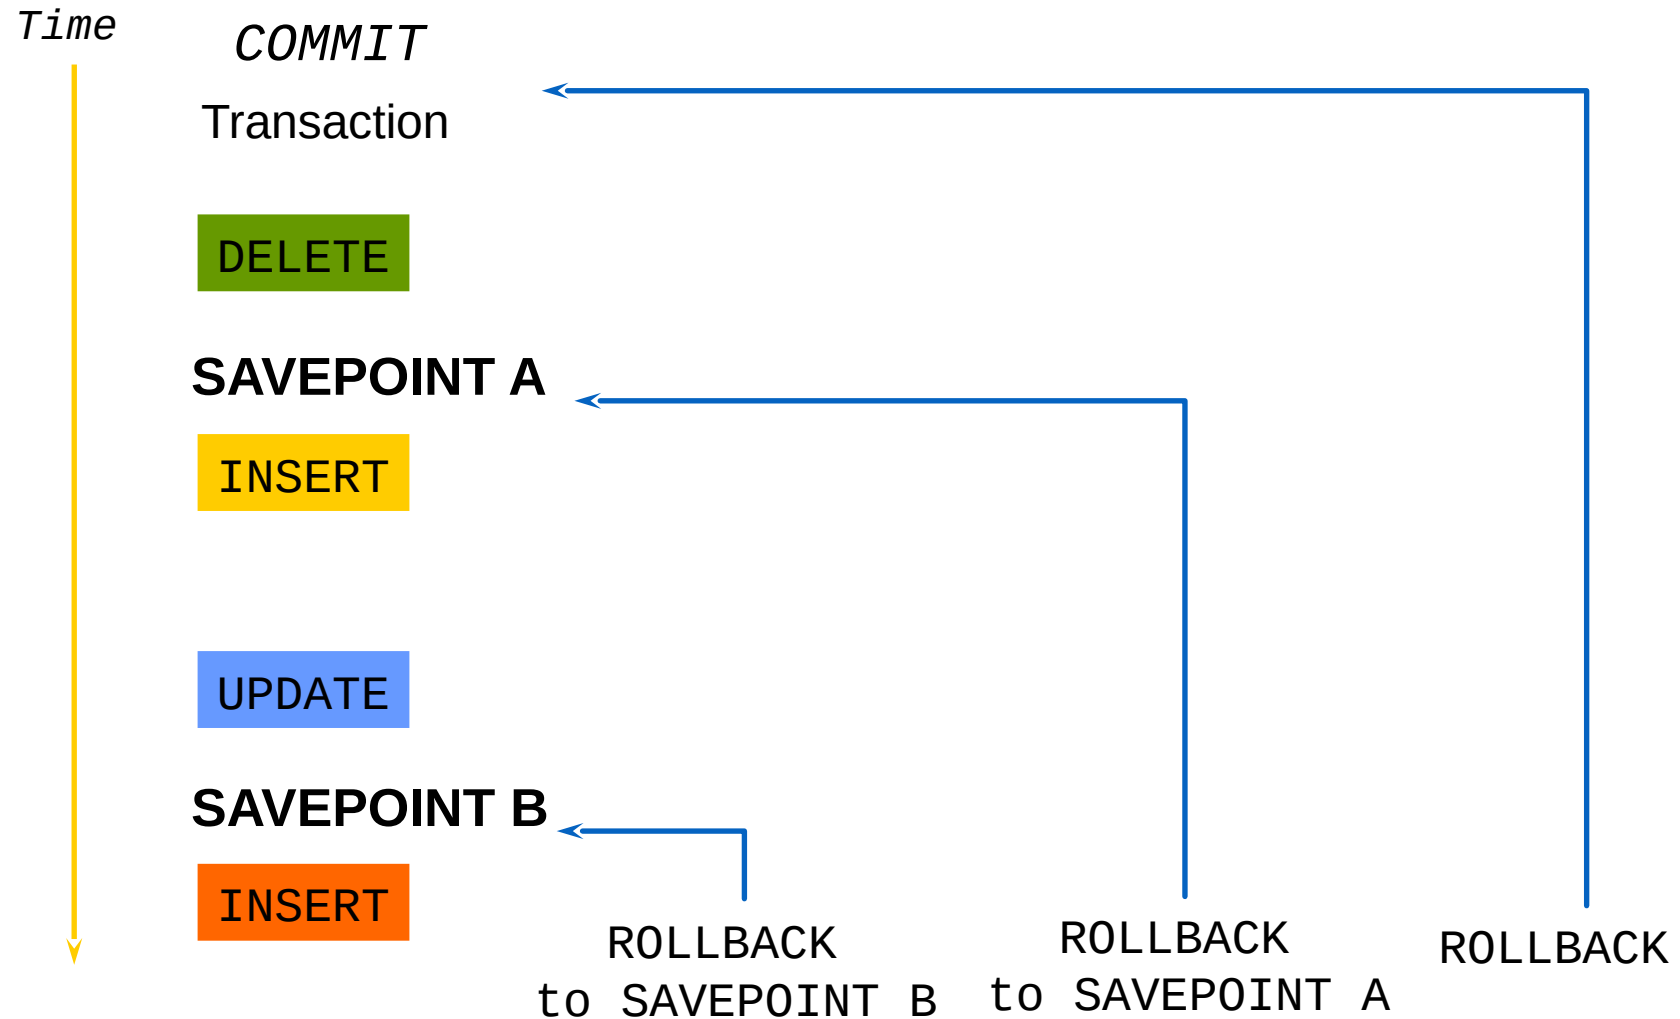 Time
COMMIT
Transaction
DELETE
SAVEPOINT A
INSERT
UPDATE
SAVEPOINT B
INSERT
ROLLBACK
to SAVEPOINT B
ROLLBACK
to SAVEPOINT A
ROLLBACK